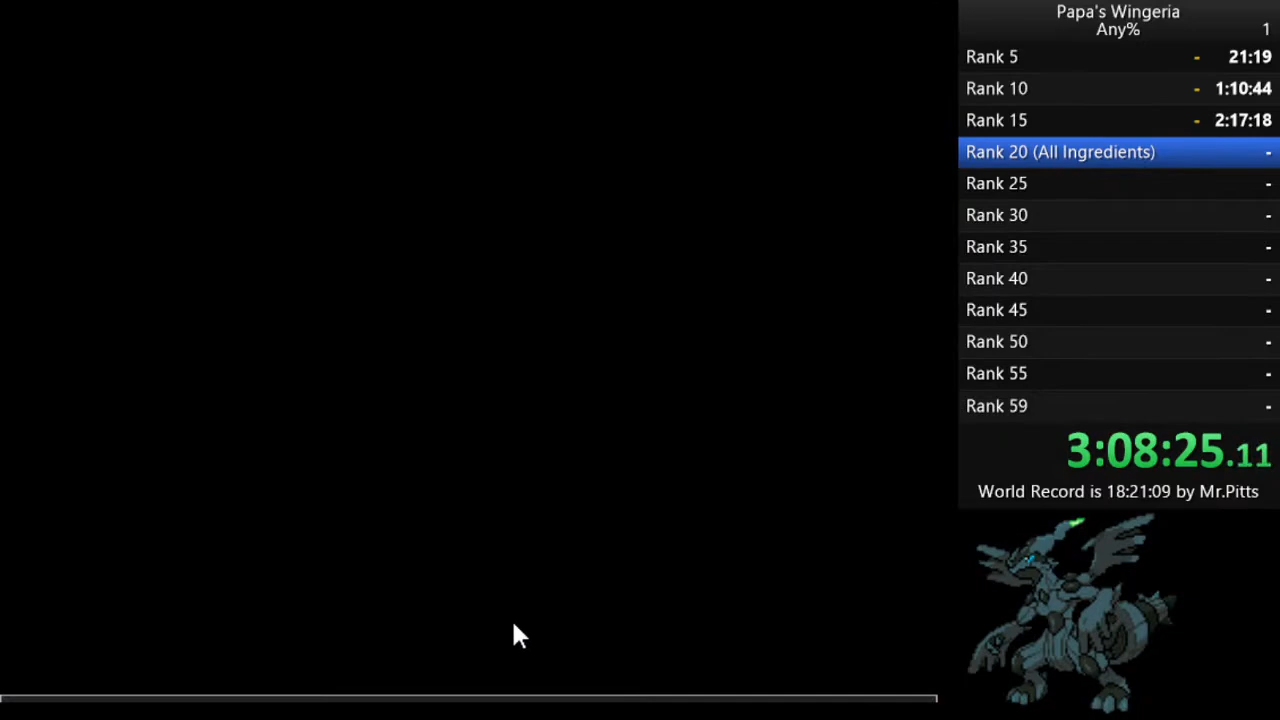 Papa's Wingeria
Any% 1
Rank 5 - 21:19
Rank 10 - 1:10:44
Rank 15 - 2:17:18
Rank 20 (All Ingredients) -
Rank 25 -
Rank 30 -
Rank 35 -
Rank 40 -
Rank 45 -
Rank 50 -
Rank 55 -
Rank 59 -
3:08:25.11
World Record is 18:21:09 by Mr.Pitts